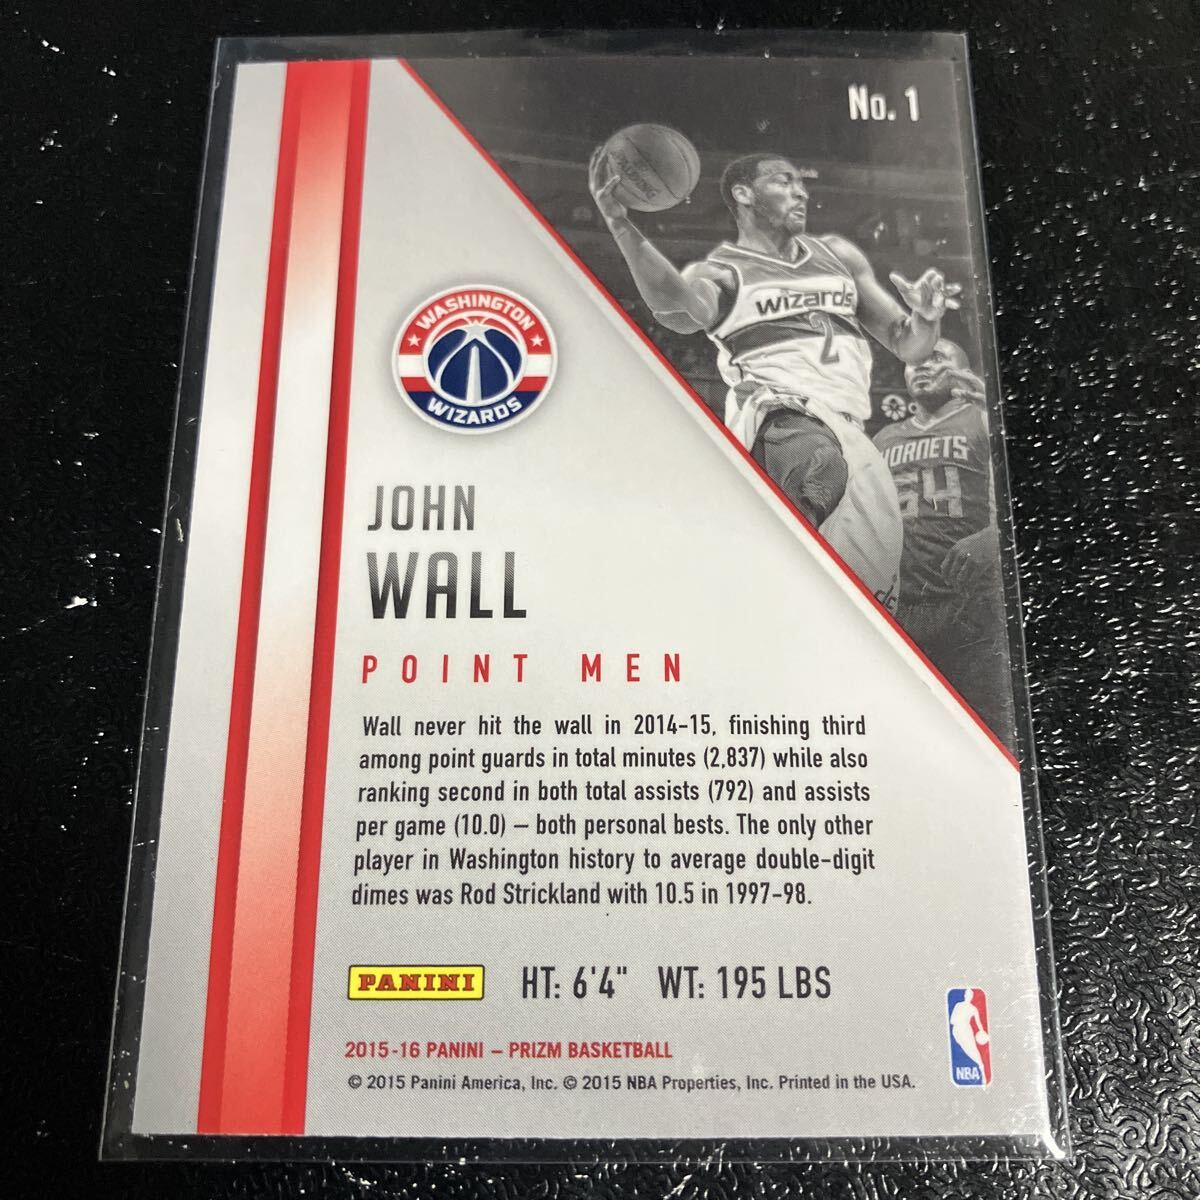 No. 1
SPALDING
Wizards
2
HORNETS
54
dc
WASHINGTON
WIZARDS
JOHN
WALL
POINT MEN
Wall never hit the wall in 2014-15, finishing third
among point guards in total minutes (2,837) while also
ranking second in both total assists (792) and assists
per game (10.0) – both personal bests. The only other
player in Washington history to average double-digit
dimes was Rod Strickland with 10.5 in 1997-98.
PANINI HT: 6'4" WT: 195 LBS
2015-16 PANINI – PRIZM BASKETBALL
© 2015 Panini America, Inc. © 2015 NBA Properties, Inc. Printed in the USA.
NBA